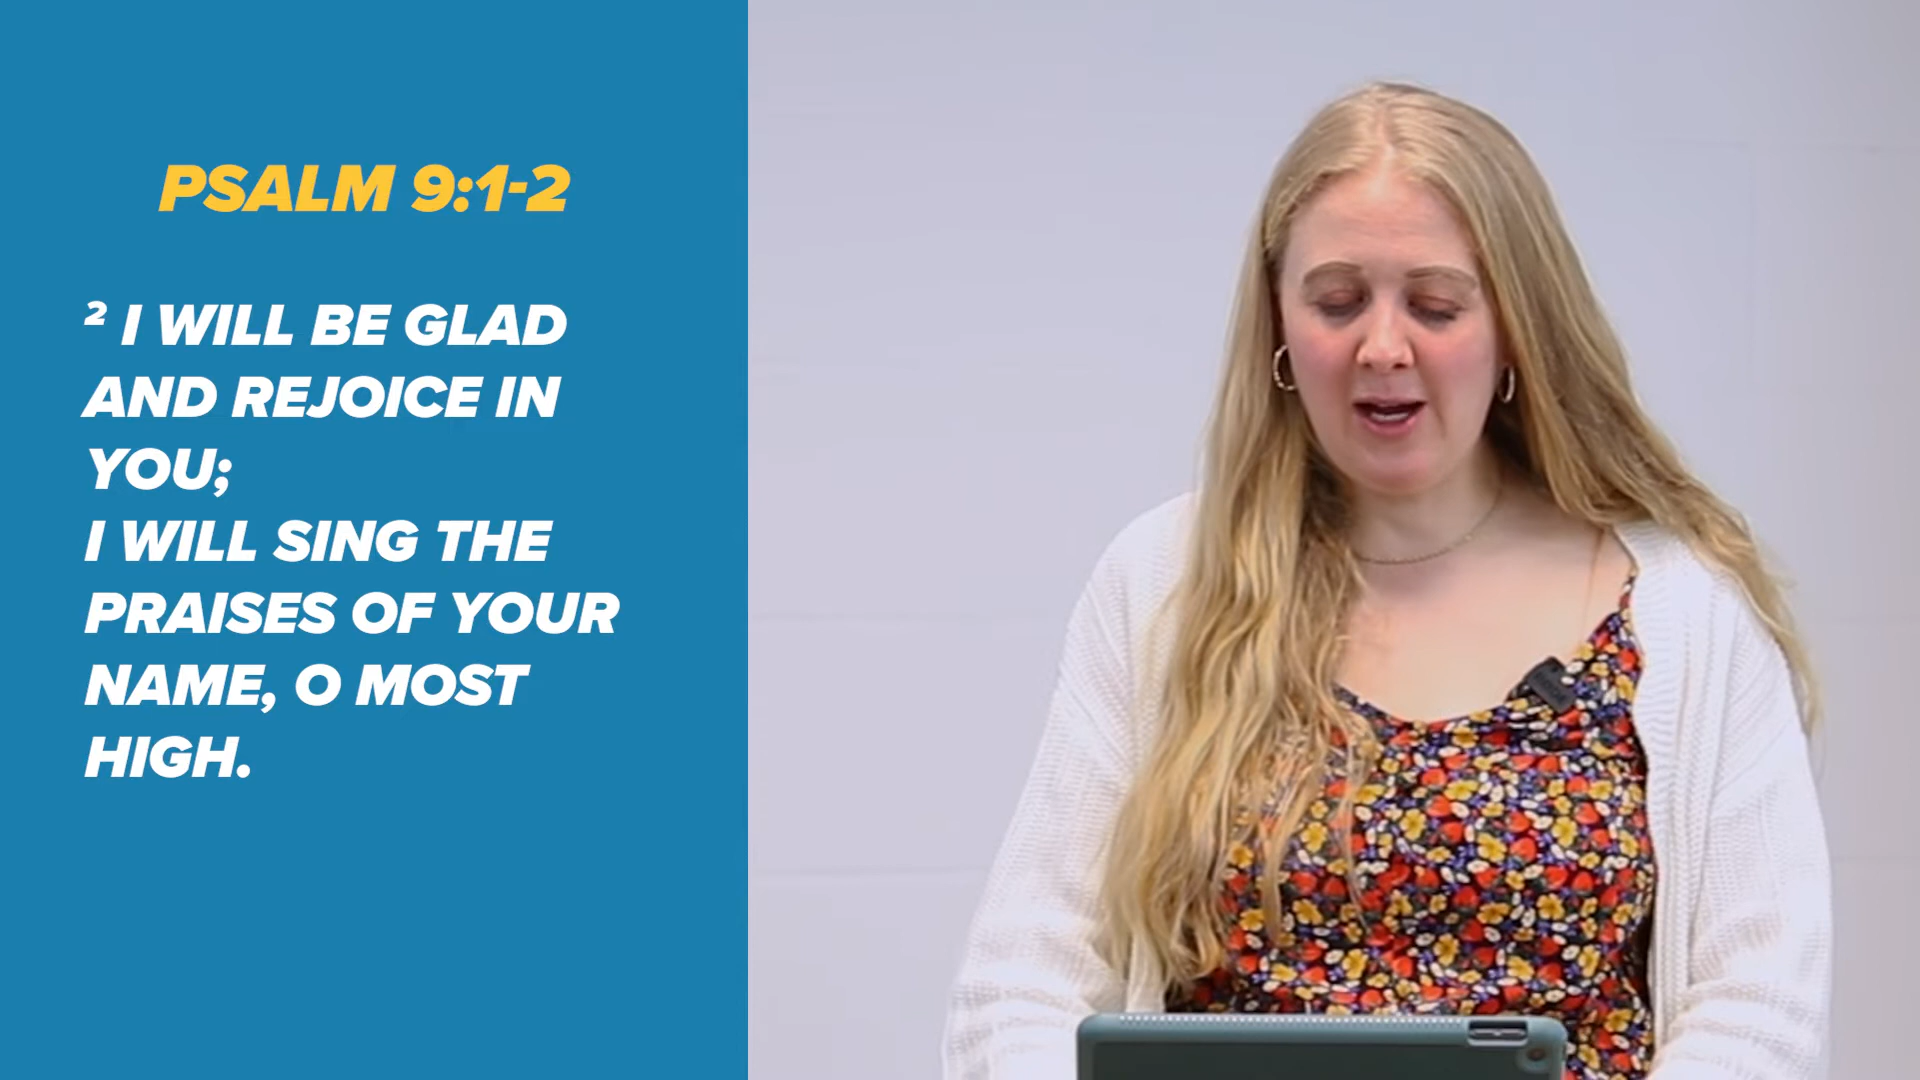 PSALM 9:1-2
² I WILL BE GLAD
AND REJOICE IN
YOU;
I WILL SING THE
PRAISES OF YOUR
NAME, O MOST
HIGH.